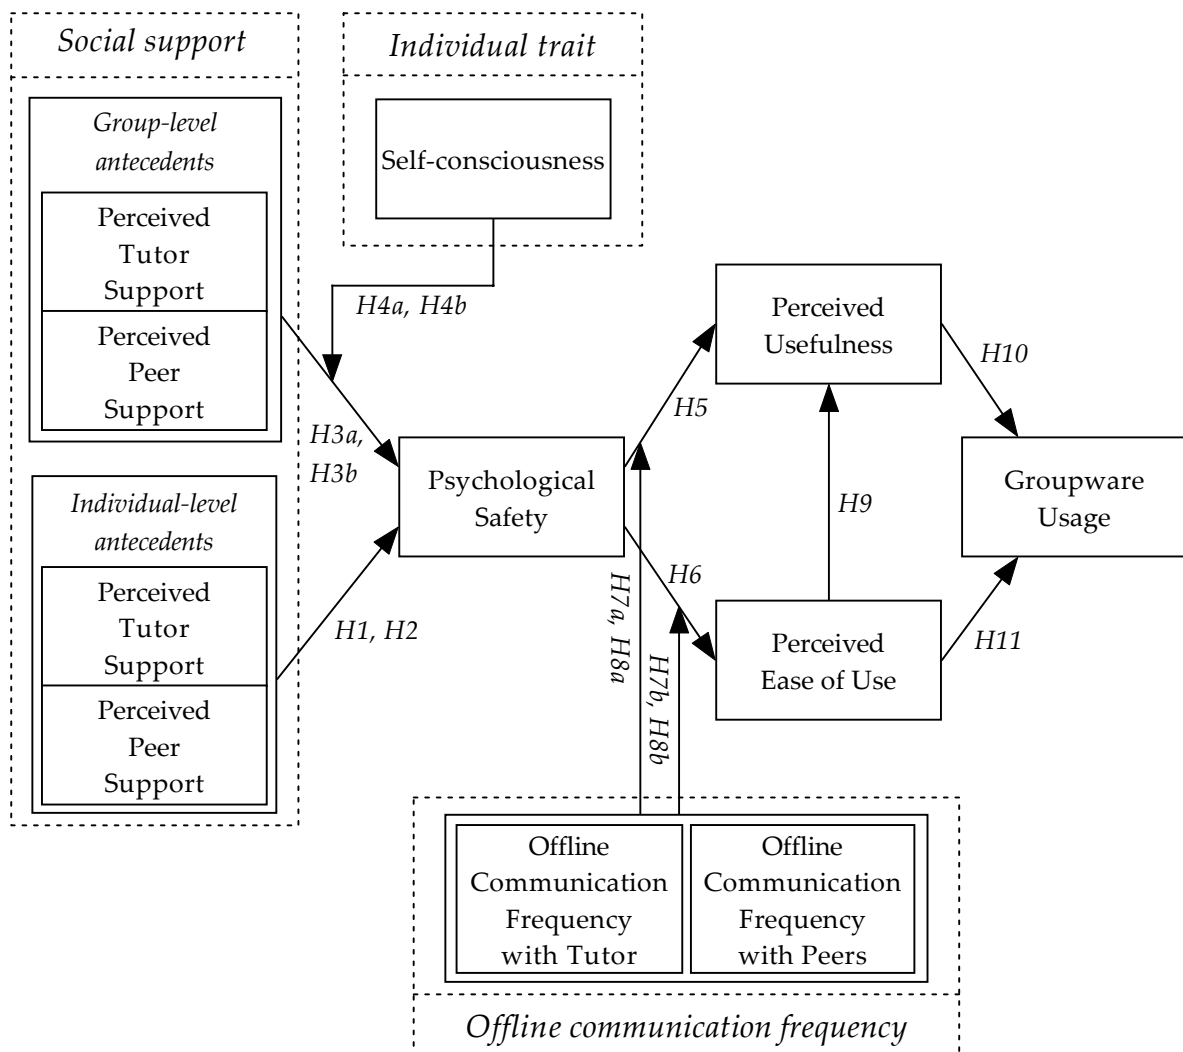 Social support
Group-level
antecedents
Perceived
Tutor
Support
Perceived
Peer
Support
Individual-level
antecedents
Perceived
Tutor
Support
Perceived
Peer
Support
Individual trait
Self-consciousness
H4a, H4b
H3a,
H3b
H1, H2
Psychological
Safety
H5
H6
H7a, H8a
H7b, H8b
Perceived
Usefulness
H9
Perceived
Ease of Use
H10
H11
Groupware
Usage
Offline
Communication
Frequency
with Tutor
Offline
Communication
Frequency
with Peers
Offline communication frequency